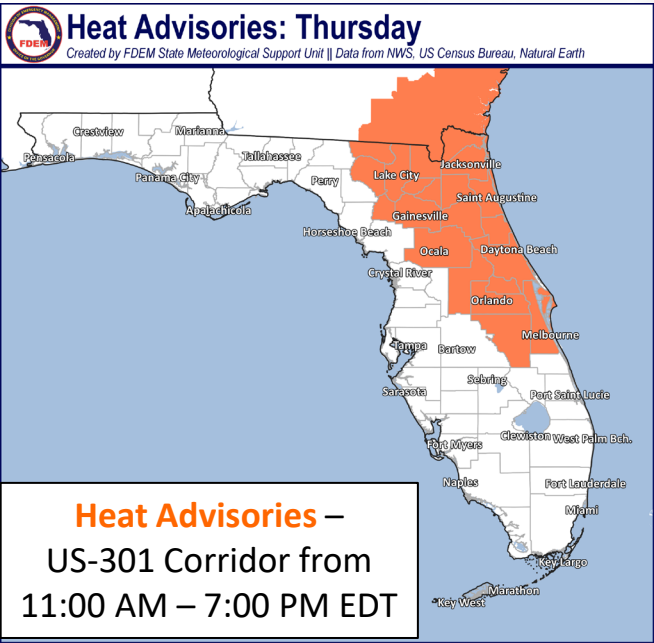 FDEM
Heat Advisories: Thursday
Created by FDEM State Meteorological Support Unit || Data from NWS, US Census Bureau, Natural Earth
Crestview
Marianna
Pensacola
Tallahassee
Panama City
Perry
Apalachicola
Lake City
Jacksonville
Saint Augustine
Gainesville
Horseshoe Beach
Ocala
Daytona Beach
Crystal River
Orlando
Melbourne
Tampa
Bartow
Sebring
Sarasota
Port Saint Lucie
Fort Myers
Clewiston
West Palm Bch.
Naples
Fort Lauderdale
Miami
Key Largo
Marathon
Key West
Heat Advisories –
US-301 Corridor from
11:00 AM – 7:00 PM EDT